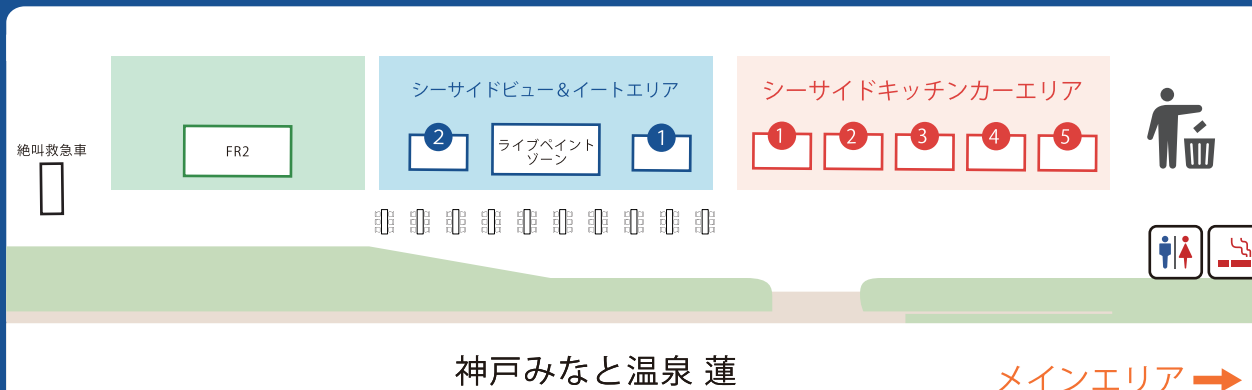 シーサイドビュー&イートエリア
シーサイドキッチンカーエリア
絶叫救急車
FR2
2
ライブペイント
ゾーン
1
1
2
3
4
5
神戸みなと温泉 蓮
メインエリア